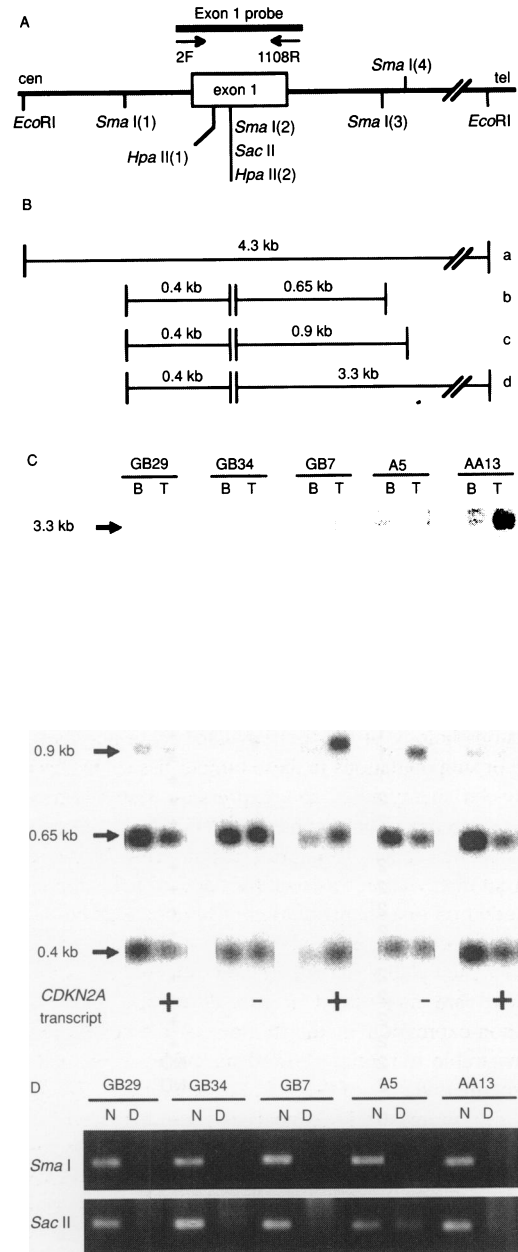 A
Exon 1 probe
2F 1108R
Sma I(4)
cen exon 1 tel
EcoRI Sma I(1) Sma I(2) Sma I(3) EcoRI
Hpa II(1) Sac II
Hpa II(2)
B
4.3 kb a
0.4 kb 0.65 kb b
0.4 kb 0.9 kb c
0.4 kb 3.3 kb d
C GB29 GB34 GB7 A5 AA13
B T B T B T B T B T
3.3 kb
0.9 kb
0.65 kb
0.4 kb
CDKN2A + - + - +
transcript
D GB29 GB34 GB7 A5 AA13
N D N D N D N D N D
Sma I
Sac II